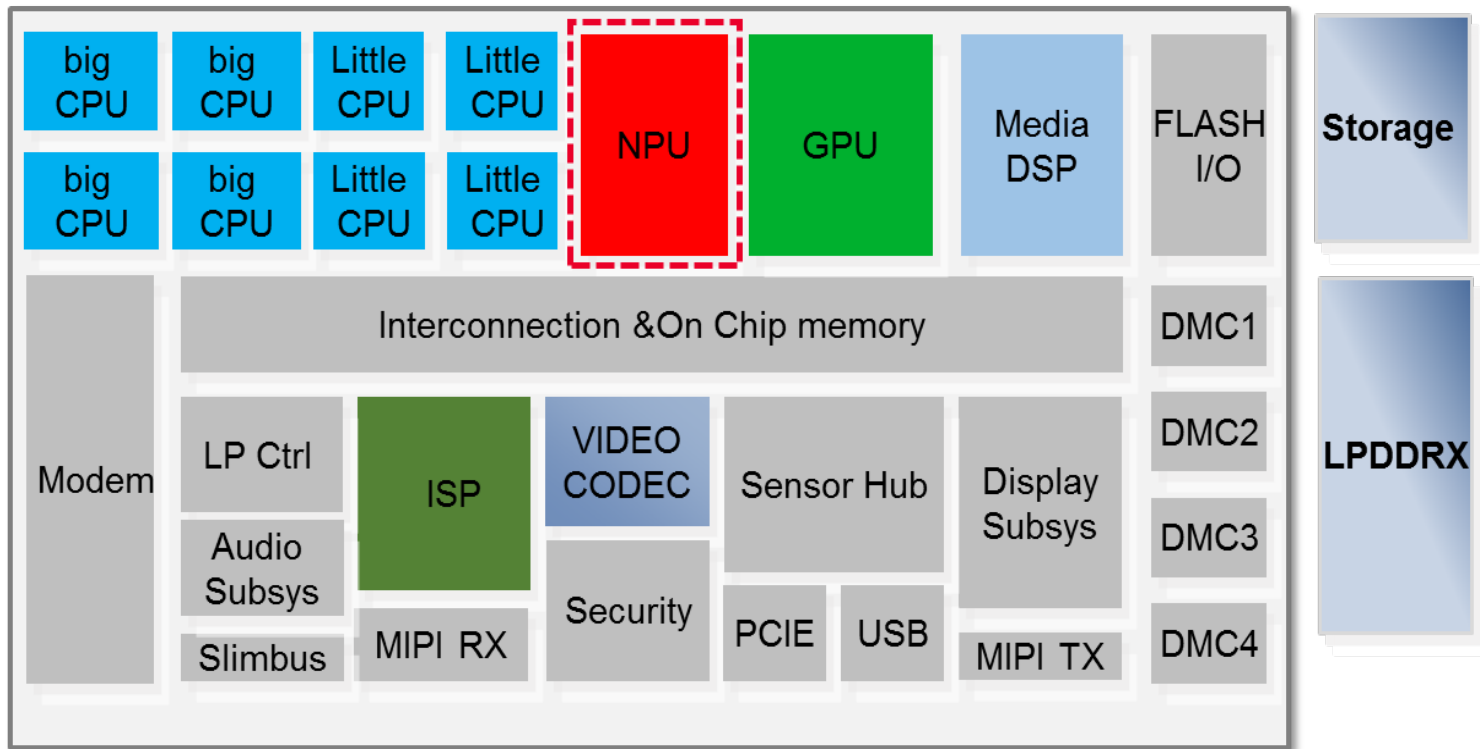 big
CPU
big
CPU
Little
CPU
Little
CPU
big
CPU
big
CPU
Little
CPU
Little
CPU
NPU
GPU
Media
DSP
FLASH
I/O
Storage
Interconnection &On Chip memory
DMC1
DMC2
DMC3
DMC4
LPDDRX
Modem
LP Ctrl
Audio
Subsys
Slimbus
ISP
MIPI RX
VIDEO
CODEC
Security
Sensor Hub
PCIE
USB
Display
Subsys
MIPI TX